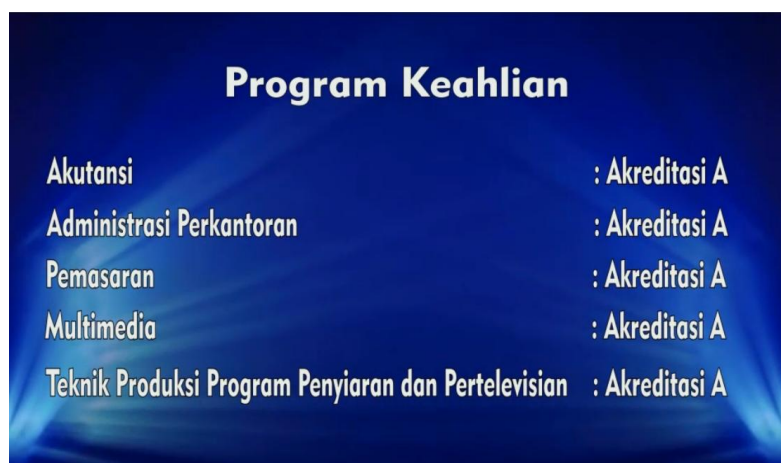 Program Keahlian
Akutansi : Akreditasi A
Administrasi Perkantoran : Akreditasi A
Pemasaran : Akreditasi A
Multimedia : Akreditasi A
Teknik Produksi Program Penyiaran dan Pertelevisian : Akreditasi A